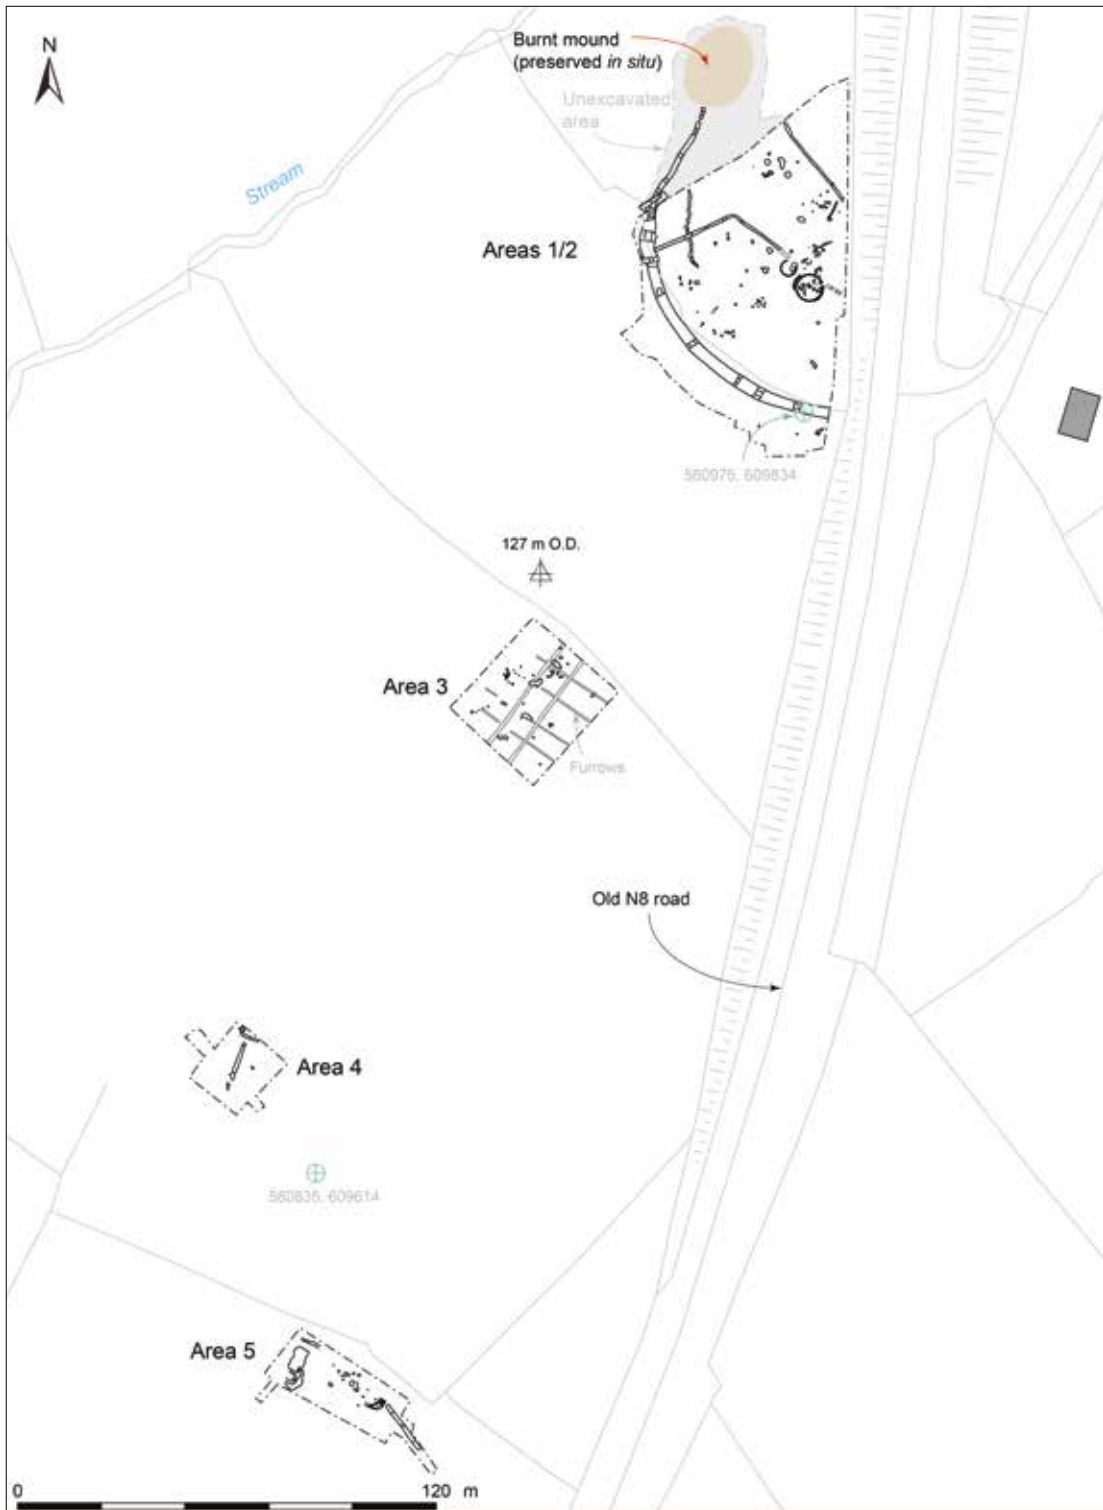 N
Burnt mound
(preserved in situ)
Unexcavated
area
Stream
Areas 1/2
560976, 609834
127 m O.D.
Area 3
Furrows
Old N8 road
Area 4
560835, 609614
Area 5
0
120 m